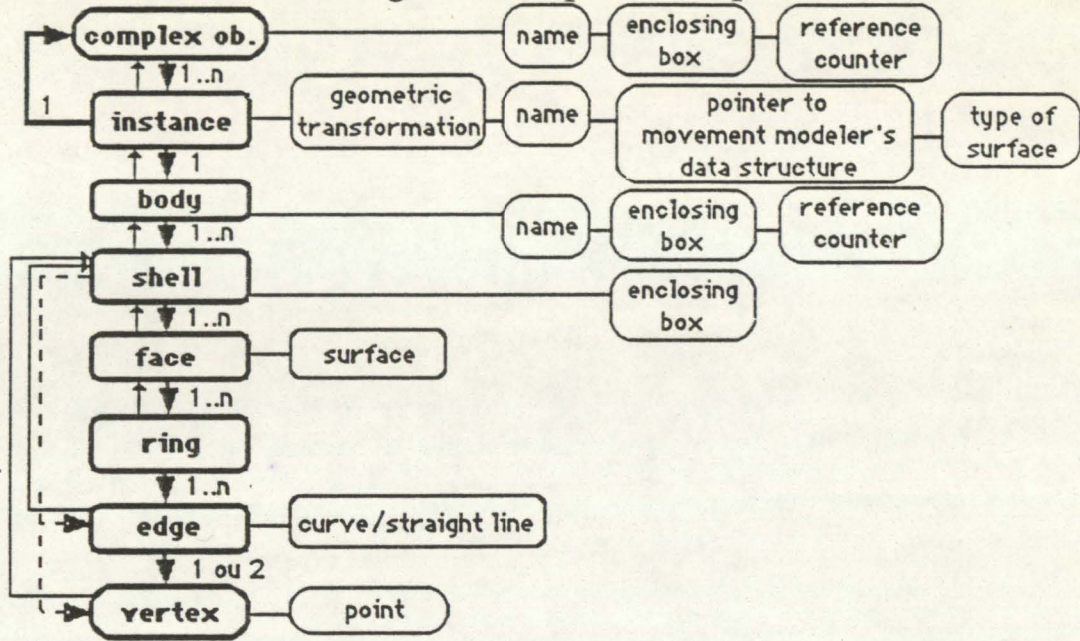 complex ob.
name
enclosing
box
reference
counter
1..n
1
instance
geometric
transformation
name
pointer to
movement modeler's
data structure
type of
surface
1
body
name
enclosing
box
reference
counter
1..n
shell
enclosing
box
1..n
face
surface
1..n
ring
1..n
edge
curve/straight line
1 ou 2
vertex
point